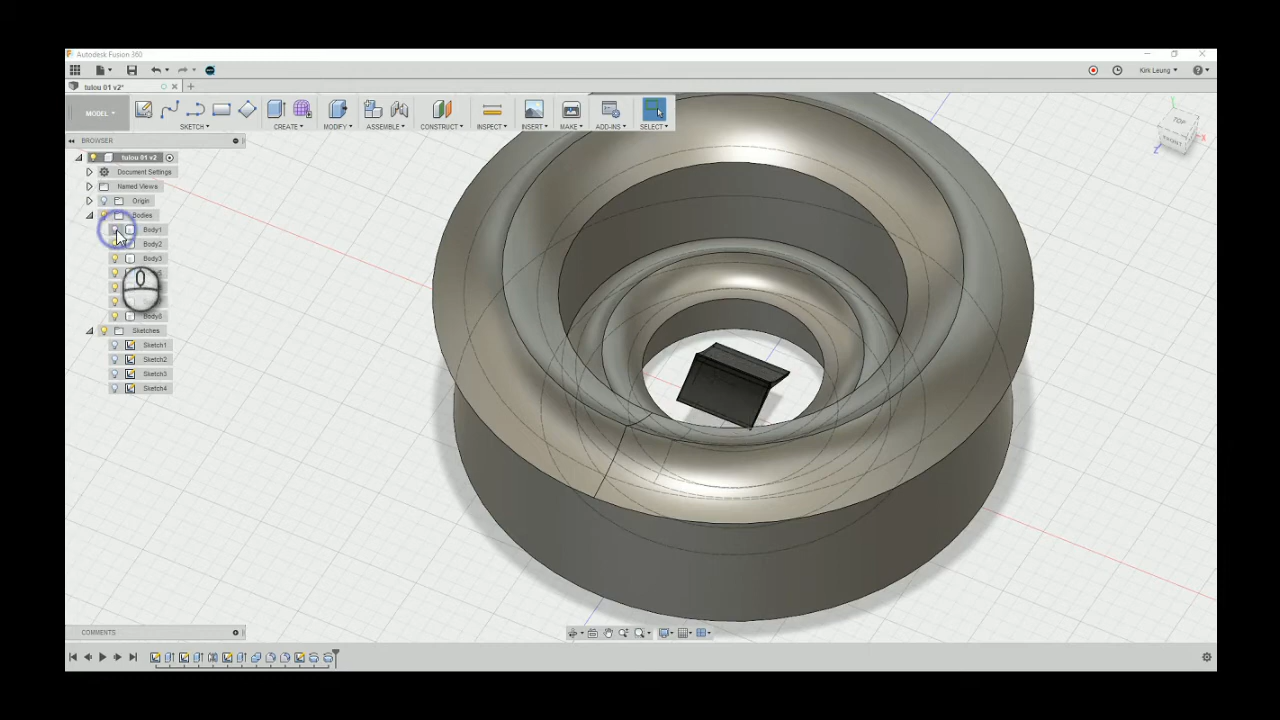 Autodesk Fusion 360
Kirk Leung
tulou 01 v2*
MODEL
SKETCH CREATE MODIFY ASSEMBLE CONSTRUCT INSPECT INSERT MAKE ADD-INS SELECT
BROWSER
TOP
FRONT
X
Z
Y
tulou 01 v2
Document Settings
Named Views
Origin
Bodies
Body1
Body2
Body3
Sketches
Sketch1
Sketch2
Sketch3
Sketch4
COMMENTS